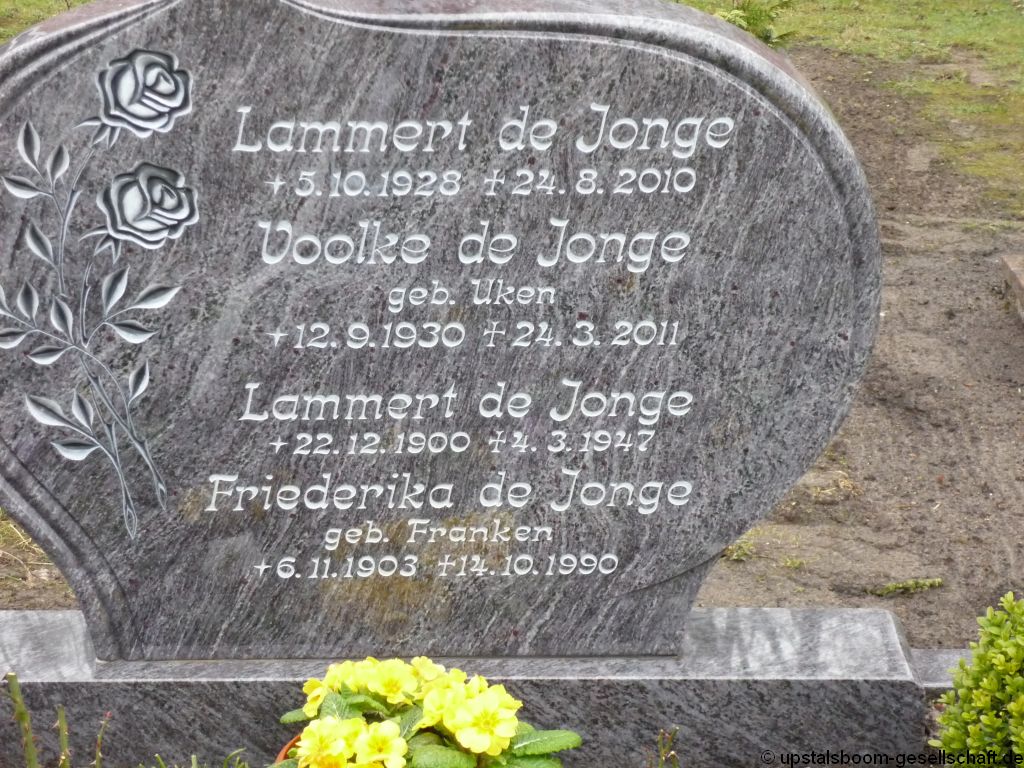 Lammert de Jonge
+5.10.1928 +24.8.2010
Voolke de Jonge
geb. Uken
+12.9.1930 +24.3.2011
Lammert de Jonge
+22.12.1900 +4.3.1947
Friederika de Jonge
geb. Franken
+6.11.1903 +14.10.1990
© upstalsboom-gesellschaft.de